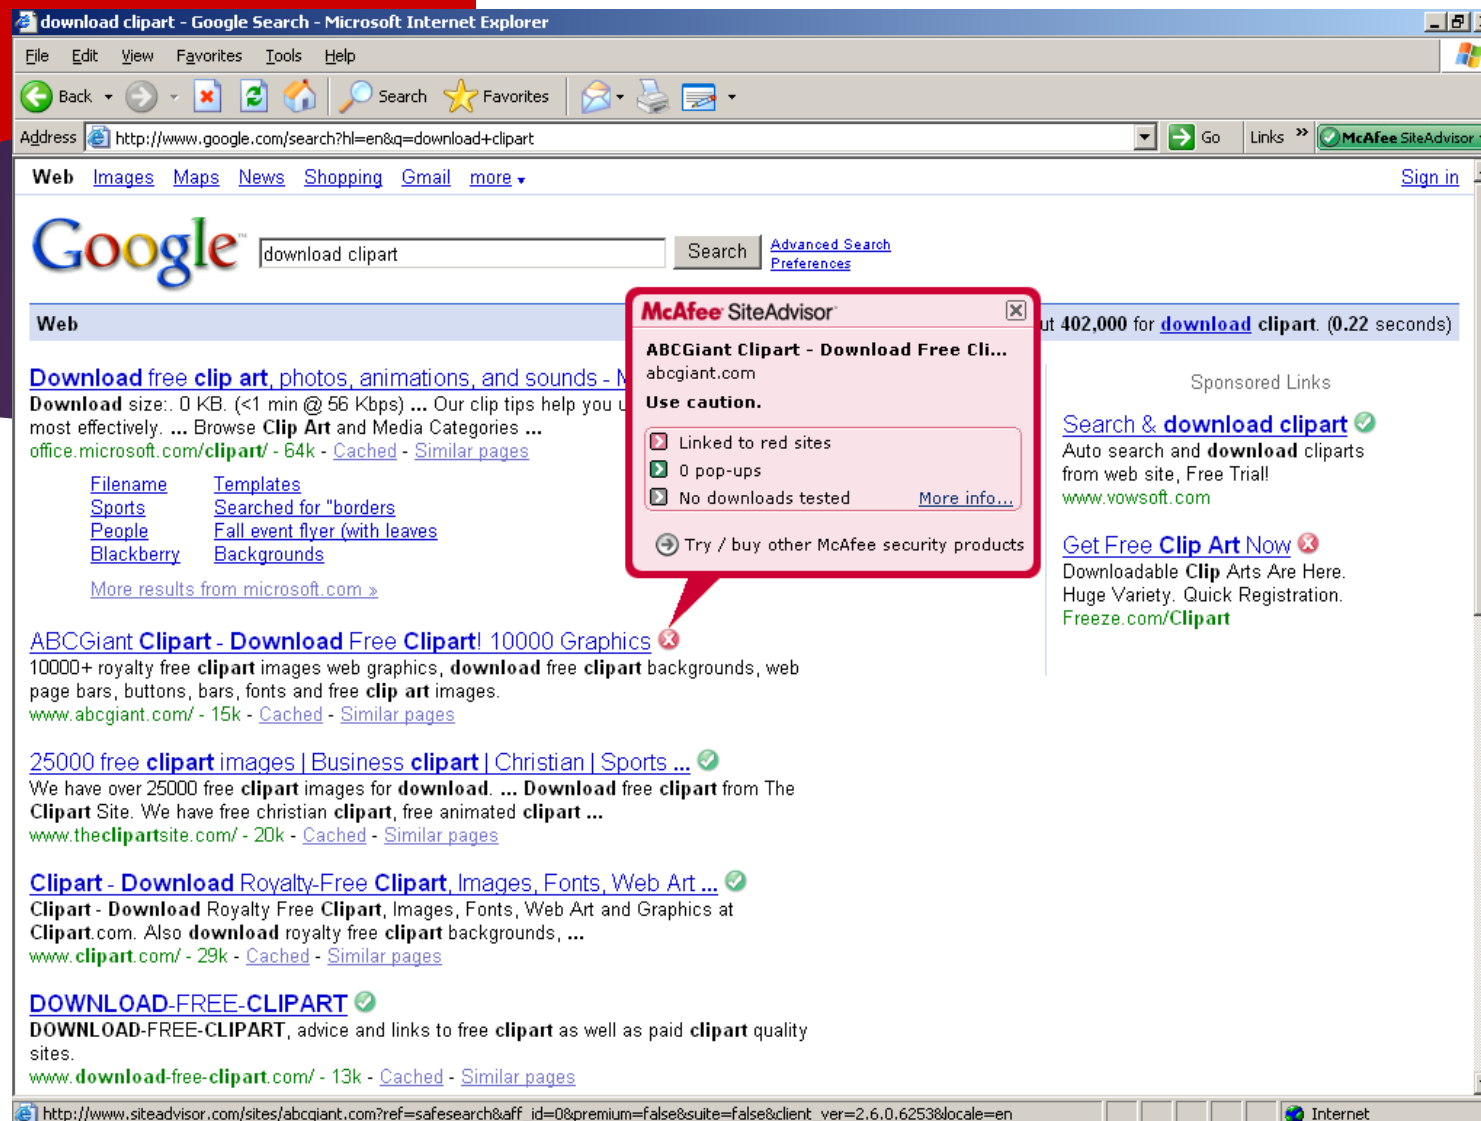 download clipart - Google Search - Microsoft Internet Explorer
File Edit View Favorites Tools Help
Back Search Favorites
Address http://www.google.com/search?hl=en&q=download+clipart Go Links » McAfee SiteAdvisor
Web Images Maps News Shopping Gmail more Sign in
Google™ download clipart Search Advanced Search
Preferences
Web 402,000 for download clipart. (0.22 seconds)
McAfee SiteAdvisor
ABCGiant Clipart - Download Free Cli...
abcgiant.com
Use caution.
Linked to red sites
0 pop-ups
No downloads tested More info...
Try / buy other McAfee security products
Download free clip art, photos, animations, and sounds -
Download size:. 0 KB. (<1 min @ 56 Kbps) ... Our clip tips help you
most effectively. ... Browse Clip Art and Media Categories ...
office.microsoft.com/clipart/ - 64k - Cached - Similar pages
Filename Templates
Sports Searched for "borders
People Fall event flyer (with leaves
Blackberry Backgrounds
More results from microsoft.com »
ABCGiant Clipart - Download Free Clipart! 10000 Graphics
10000+ royalty free clipart images web graphics, download free clipart backgrounds, web
page bars, buttons, bars, fonts and free clip art images.
www.abcgiant.com/ - 15k - Cached - Similar pages
25000 free clipart images | Business clipart | Christian | Sports ...
We have over 25000 free clipart images for download. ... Download free clipart from The
Clipart Site. We have free christian clipart, free animated clipart ...
www.theclipartsite.com/ - 20k - Cached - Similar pages
Clipart - Download Royalty-Free Clipart, Images, Fonts, Web Art ...
Clipart - Download Royalty Free Clipart, Images, Fonts, Web Art and Graphics at
Clipart.com. Also download royalty free clipart backgrounds, ...
www.clipart.com/ - 29k - Cached - Similar pages
DOWNLOAD-FREE-CLIPART
DOWNLOAD-FREE-CLIPART, advice and links to free clipart as well as paid clipart quality
sites.
www.download-free-clipart.com/ - 13k - Cached - Similar pages
Sponsored Links
Search & download clipart
Auto search and download cliparts
from web site, Free Trial!
www.vowsoft.com
Get Free Clip Art Now
Downloadable Clip Arts Are Here.
Huge Variety. Quick Registration.
Freeze.com/Clipart
http://www.siteadvisor.com/sites/abcgiant.com?ref=safesearch&aff_id=0&premium=false&suite=false&client_ver=2.6.0.6253&locale=en Internet